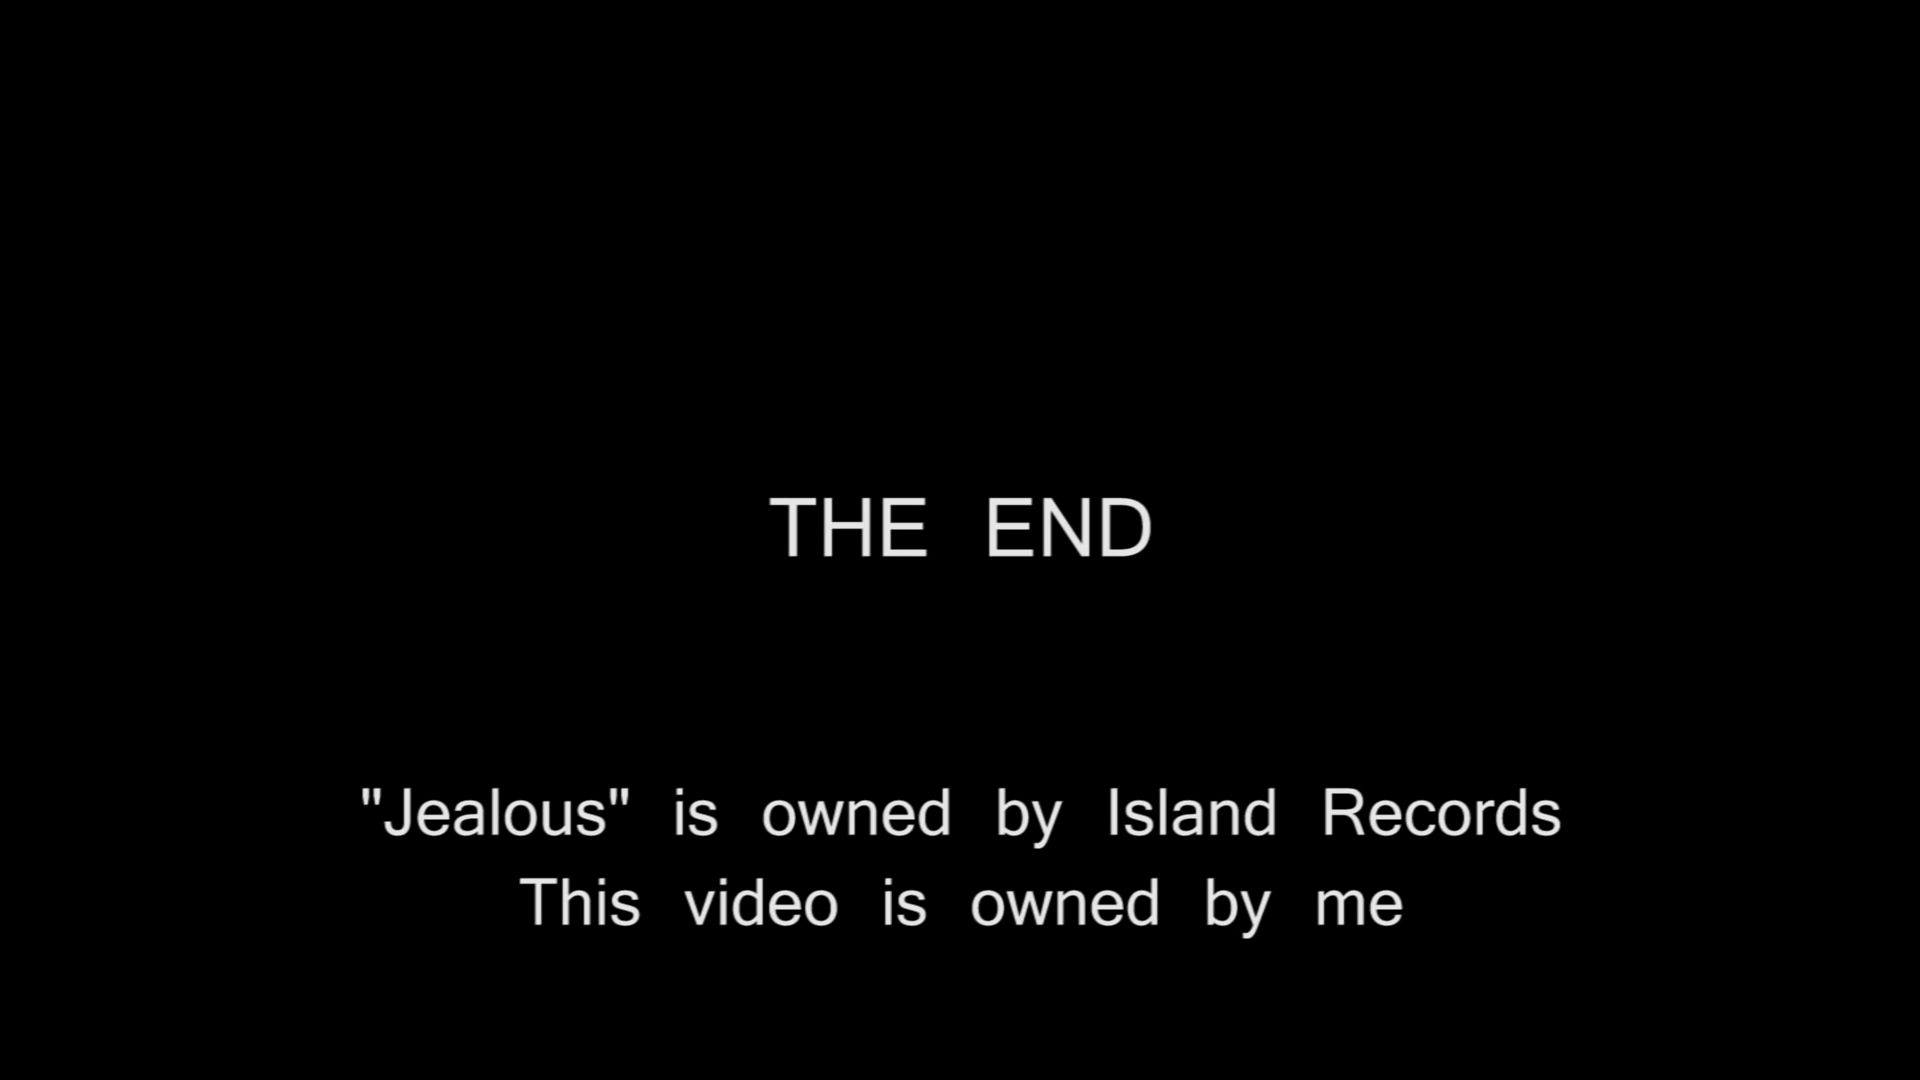 THE END
"Jealous" is owned by Island Records
This video is owned by me